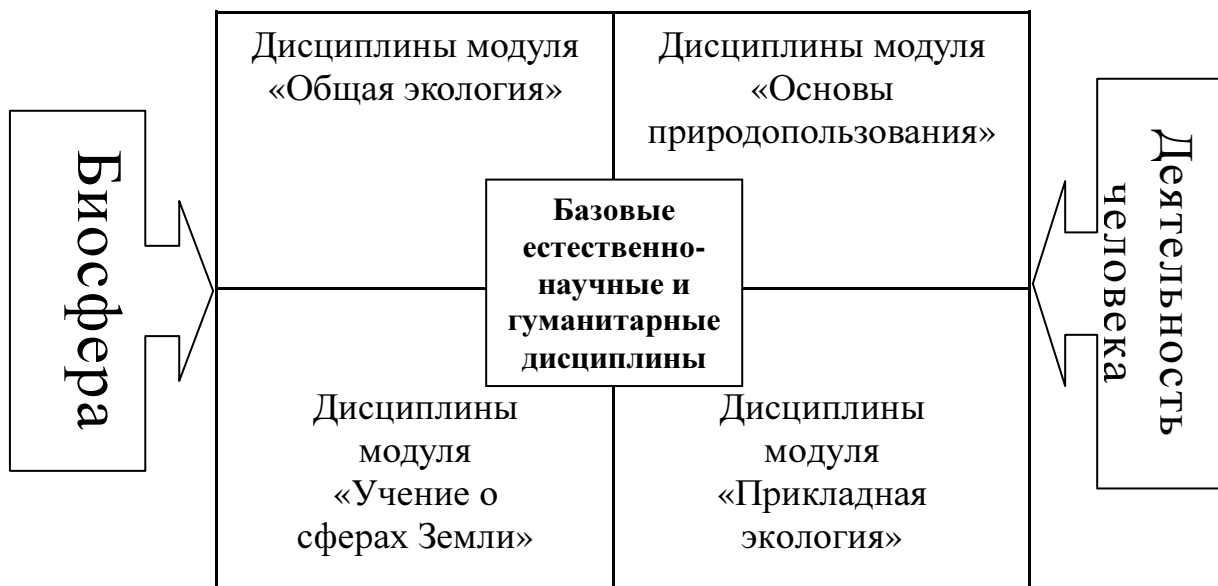 Дисциплины модуля
«Общая экология»
Дисциплины модуля
«Основы
природопользования»
Биосфера
Базовые
естественно-
научные и
гуманитарные
дисциплины
Деятельность
человека
Дисциплины
модуля
«Учение о
сферах Земли»
Дисциплины
модуля
«Прикладная
экология»